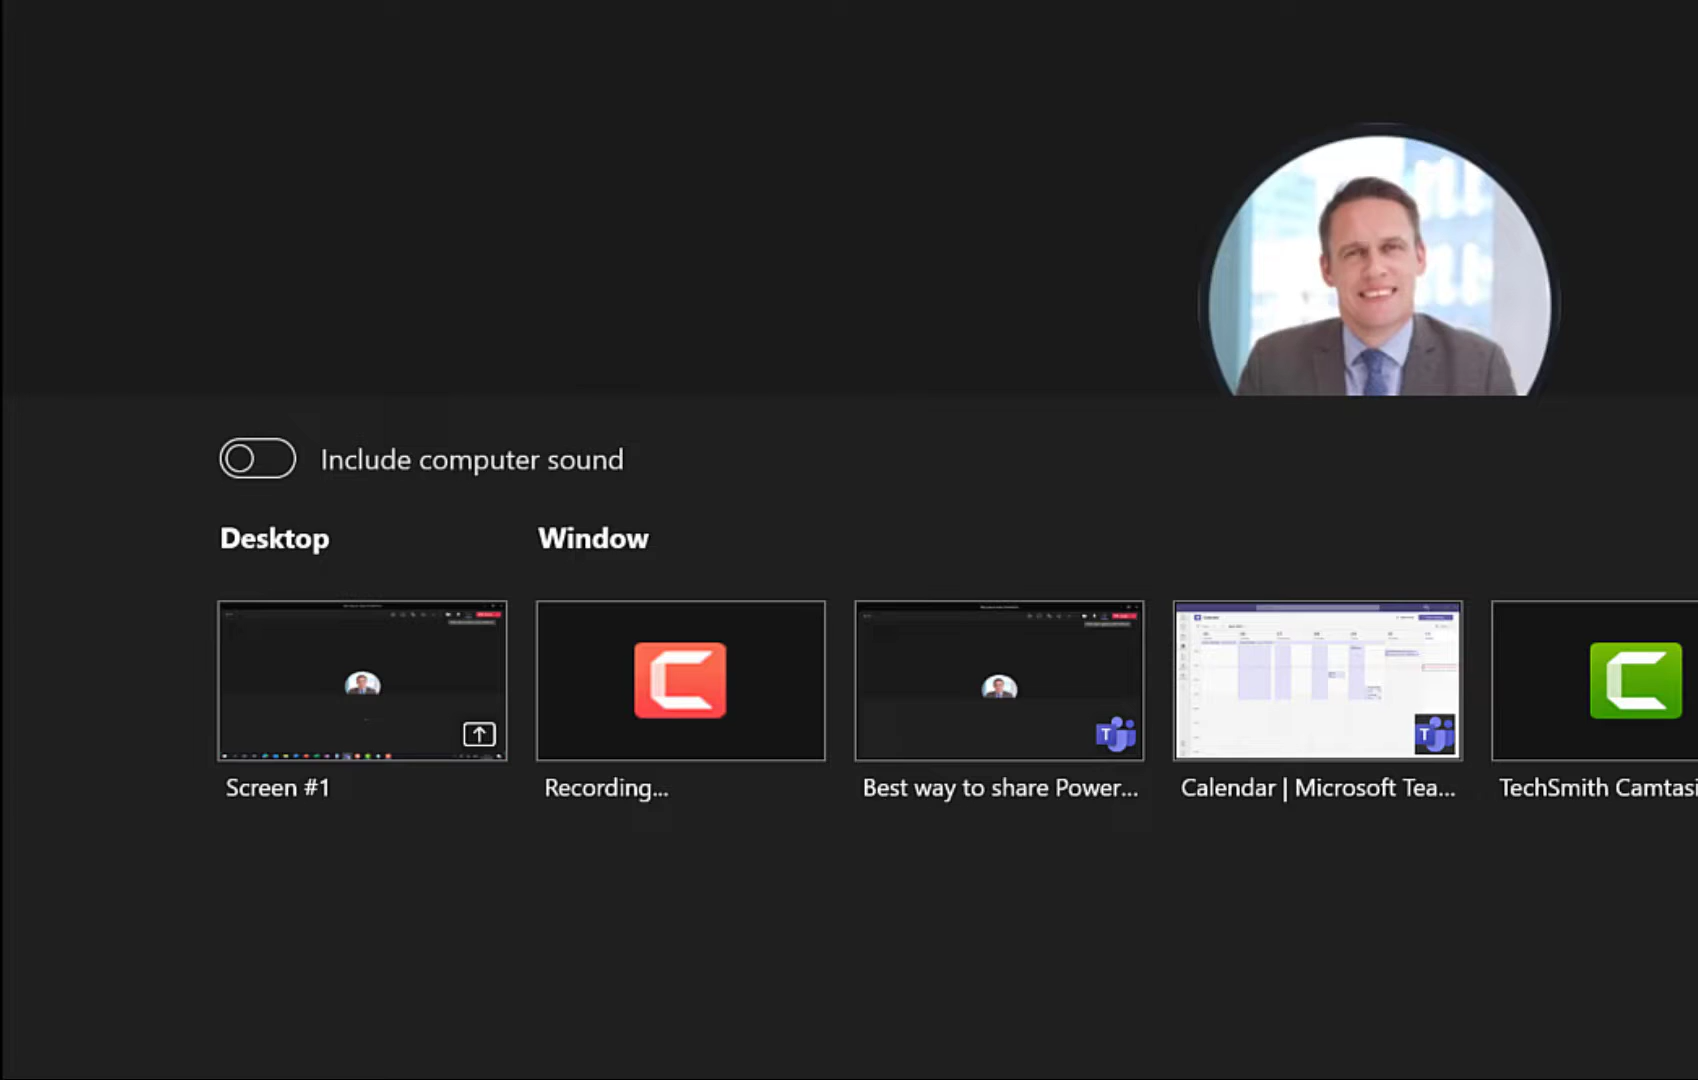 Include computer sound
Desktop
Window
Screen #1
Recording...
Best way to share Power...
Calendar | Microsoft Tea...
TechSmith Camtasi